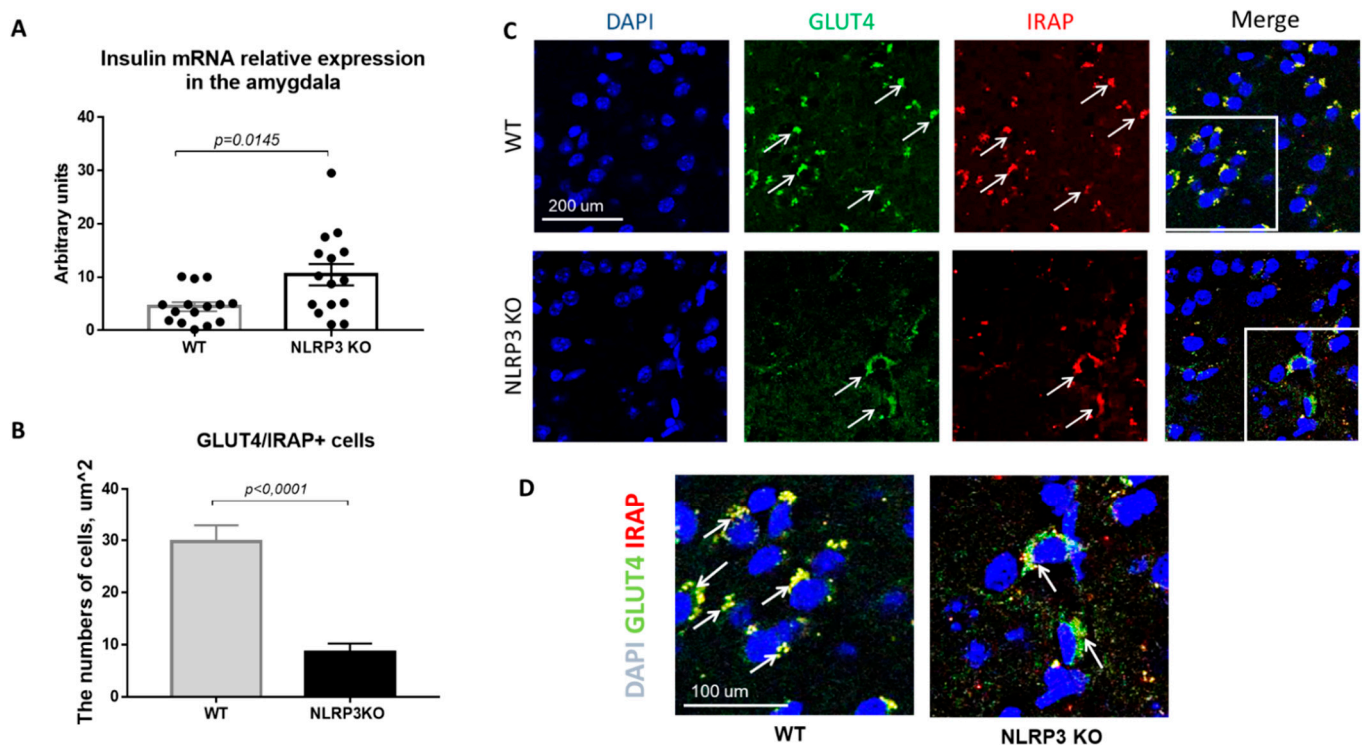 A
Insulin mRNA relative expression
in the amygdala
Arbitrary units
40
30
20
10
0
p=0.0145
WT
NLRP3 KO
B
GLUT4/IRAP+ cells
The numbers of cells, um^2
40
30
20
10
0
p<0,0001
WT
NLRP3KO
C
DAPI
GLUT4
IRAP
Merge
WT
200 um
NLRP3 KO
D
DAPI GLUT4 IRAP
100 um
WT
NLRP3 KO